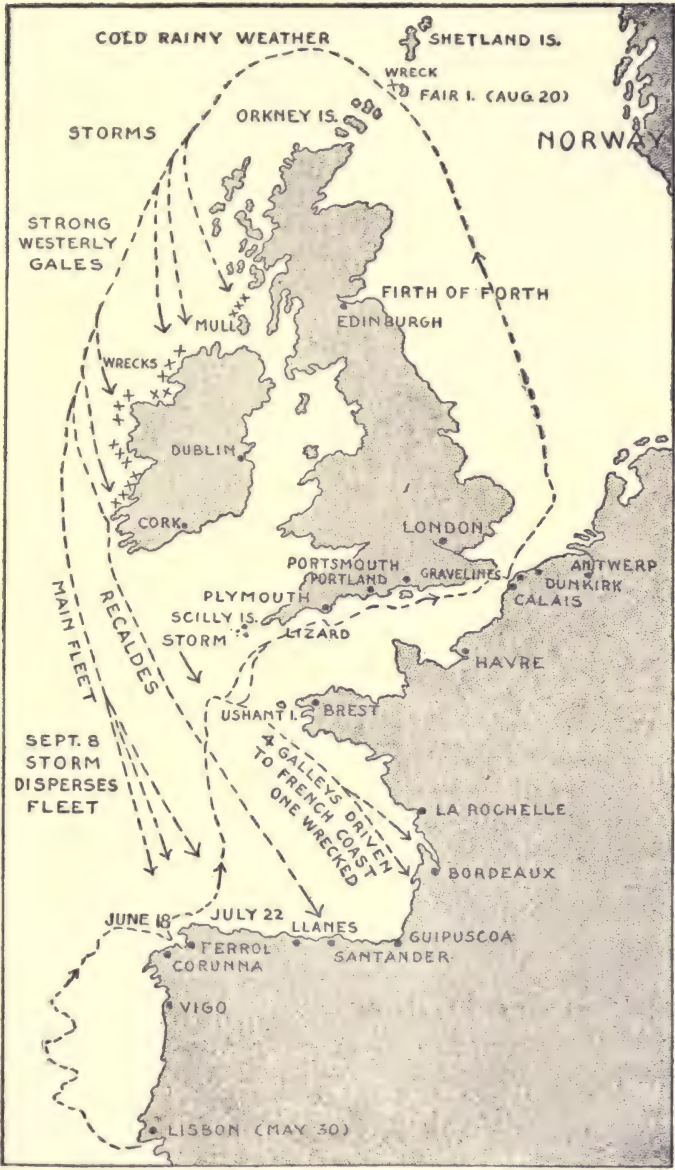 COLD RAINY WEATHER
SHETLAND IS.
WRECK
FAIR I. (AUG. 20)
ORKNEY IS.
STORMS
NORWAY
STRONG
WESTERLY
GALES
FIRTH OF FORTH
MULL
EDINBURGH
WRECKS
DUBLIN
CORK
LONDON
PORTSMOUTH
PORTLAND
GRAVELINES
ANTWERP
DUNKIRK
CALAIS
PLYMOUTH
SCILLY IS.
LIZARD
STORM
HAVRE
MAIN FLEET
RECALDES
USHANT I.
BREST
SEPT. 8
STORM
DISPERSES
FLEET
4 GALLEYS DRIVEN
TO FRENCH COAST
ONE WRECKED
LA ROCHELLE
BORDEAUX
JUNE 18
JULY 22
LLANES
GUIPUSCOA
FERROL
SANTANDER
CORUNNA
VIGO
LISBON (MAY 30)